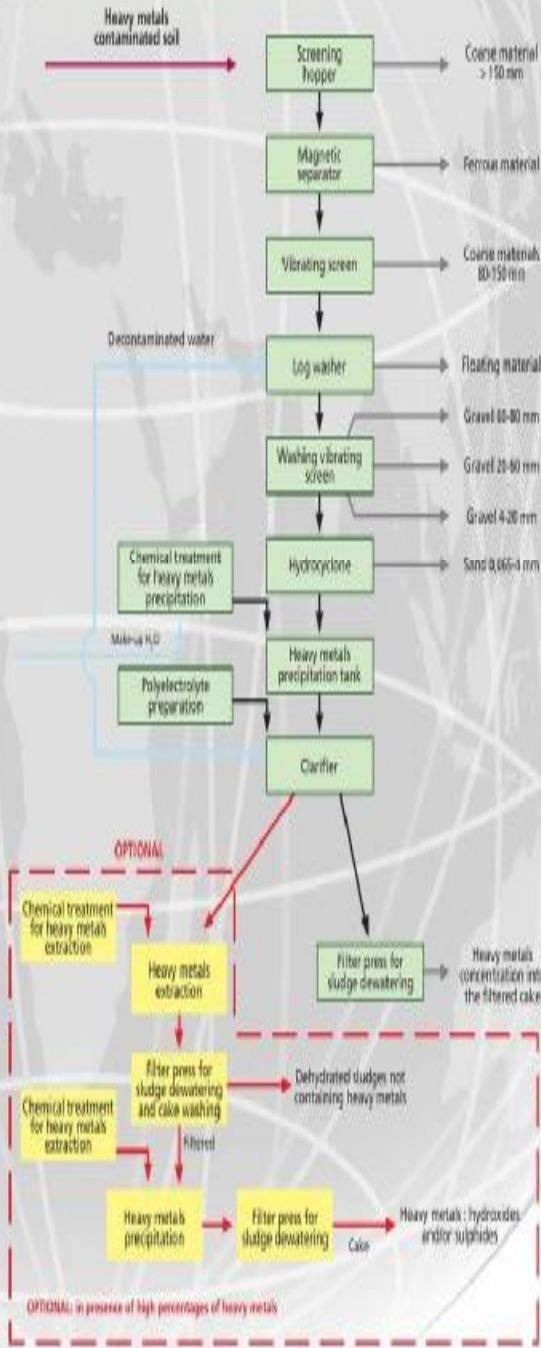 Heavy metals
contaminated soil
Screening
hopper
Coarse material
> 150 mm
Magnetic
separator
Ferrous material
Vibrating screen
Coarse materials
80-150 mm
Decontaminated water
Log washer
Floating material
Gravel 60-80 mm
Washing vibrating
screen
Gravel 20-60 mm
Gravel 4-20 mm
Chemical treatment
for heavy metals
precipitation
Hydrocyclone
Sand 0,065-4 mm
Make-up H₂O
Heavy metals
precipitation tank
Polyelectrolyte
preparation
Clarifier
OPTIONAL
Chemical treatment
for heavy metals
extraction
Heavy metals
extraction
Filter press for
sludge dewatering
Heavy metals
concentration into
the filtered cake
Filter press for
sludge dewatering
and cake washing
Dehydrated sludges not
containing heavy metals
Chemical treatment
for heavy metals
extraction
Filtered
Heavy metals
precipitation
Filter press for
sludge dewatering
Cake
Heavy metals : hydroxides
and/or sulphides
OPTIONAL: in presence of high percentages of heavy metals